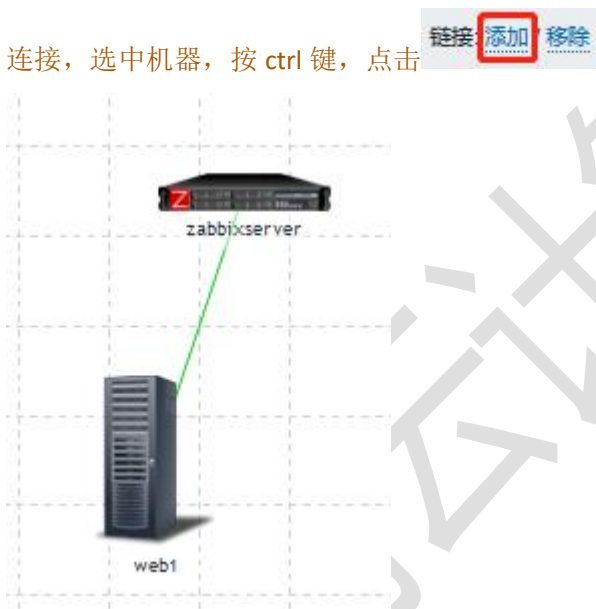 链接: 添加 / 移除
连接，选中机器，按 ctrl 键，点击
Z
zabbixserver
web1